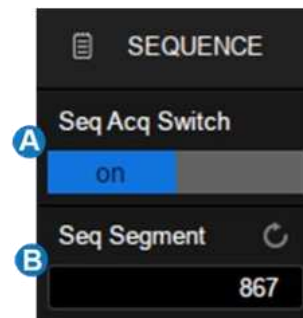 SEQUENCE
Seq Acq Switch
A
on
Seq Segment
B
867